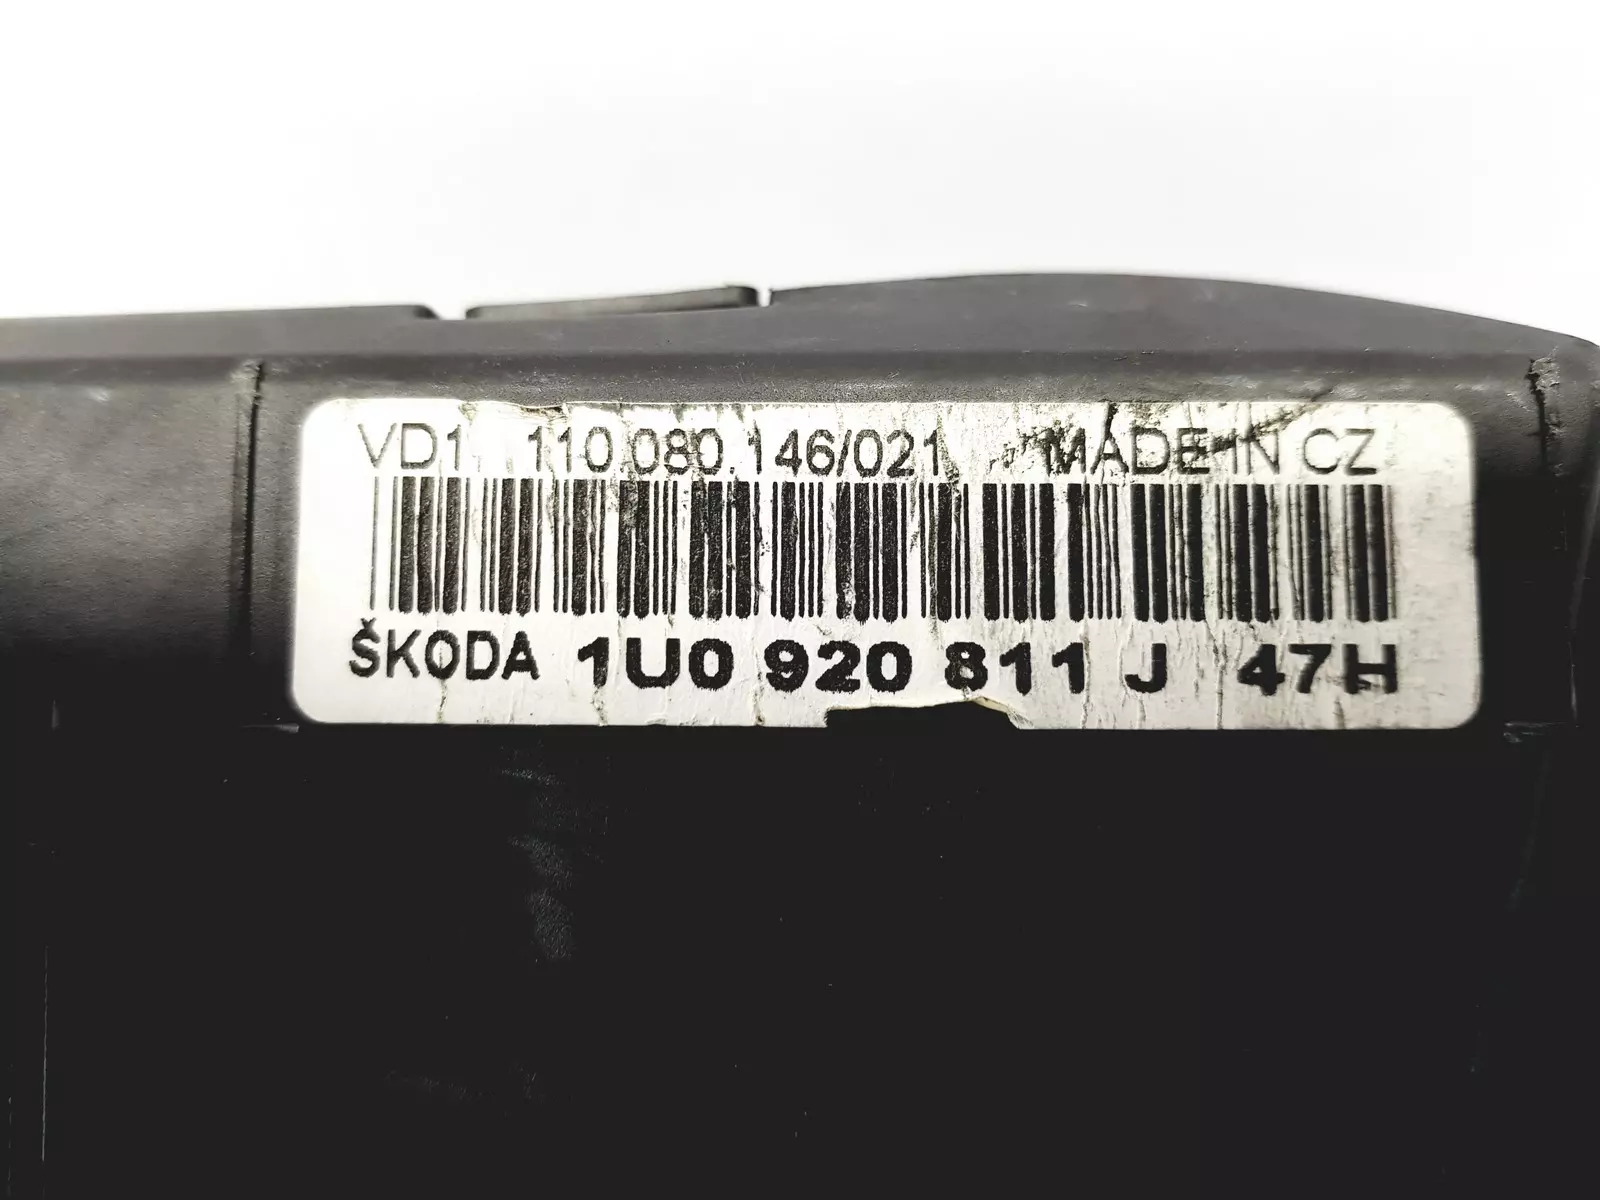 VD1 110.080.146/021 MADE IN CZ
ŠKODA 1U0 920 811 J 47H